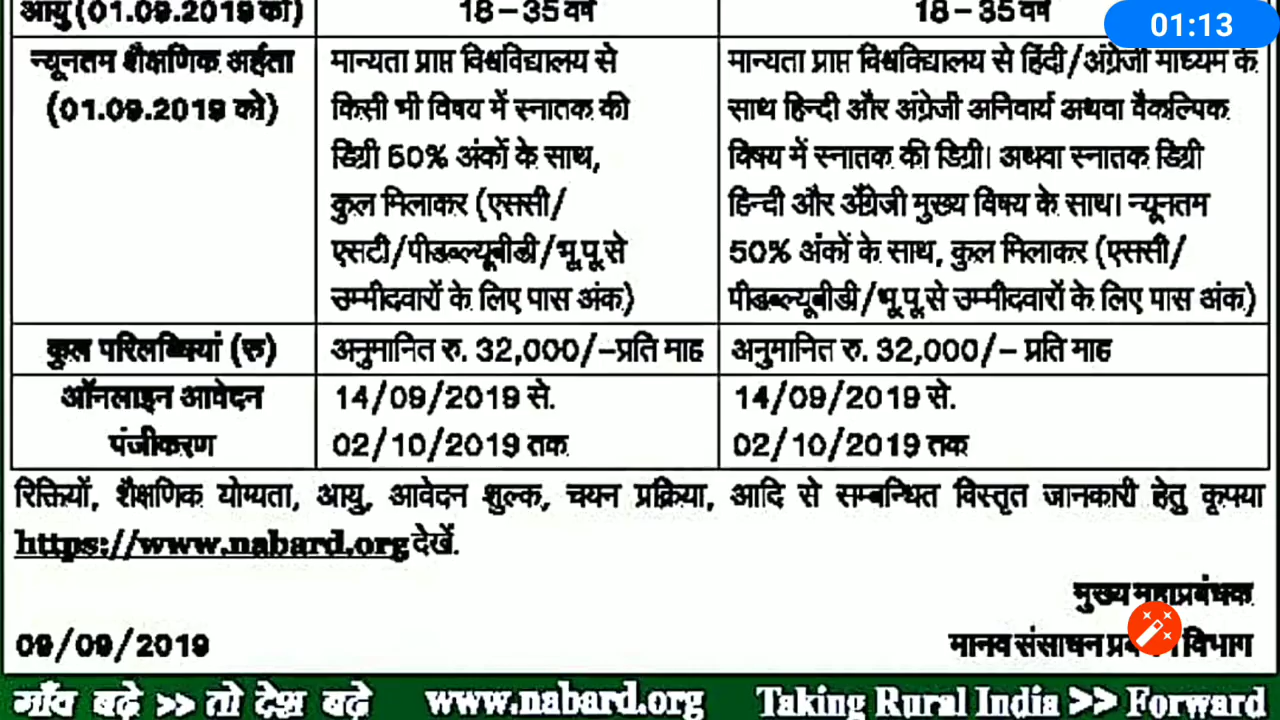 आयु (01.09.2019 को)
18-35 वर्ष
18-35 वर्ष
01:13
न्यूनतम शैक्षणिक अर्हता
(01.09.2019 को)
मान्यता प्राप्त विश्वविद्यालय से
किसी भी विषय में स्नातक की
डिग्री 50% अंकों के साथ,
कुल मिलाकर (एससी/
एसटी/पीडब्ल्यूबीडी/भू.पू.से
उम्मीदवारों के लिए पास अंक)
मान्यता प्राप्त विश्वविद्यालय से हिंदी/अंग्रेजी माध्यम के
साथ हिन्दी और अंग्रेजी अनिवार्य अथवा वैकल्पिक
विषय में स्नातक की डिग्री। अथवा स्नातक डिग्री
हिन्दी और अँग्रेजी मुख्य विषय के साथ। न्यूनतम
50% अंकों के साथ, कुल मिलाकर (एससी/
पीडब्ल्यूबीडी/भू.पू.से उम्मीदवारों के लिए पास अंक)
कुल परिलब्धियां (रु)
अनुमानित रु. 32,000/-प्रति माह
अनुमानित रु. 32,000/- प्रति माह
ऑनलाइन आवेदन
पंजीकरण
14/09/2019 से.
02/10/2019 तक
14/09/2019 से.
02/10/2019 तक
रिक्तियों, शैक्षणिक योग्यता, आयु, आवेदन शुल्क, चयन प्रक्रिया, आदि से सम्बन्धित विस्तृत जानकारी हेतु कृपया
https://www.nabard.org देखें.
मुख्य महाप्रबंधक
09/09/2019
मानव संसाधन विभाग
गाँव बढ़े >> तो देश बढ़े
www.nabard.org
Taking Rural India >> Forward